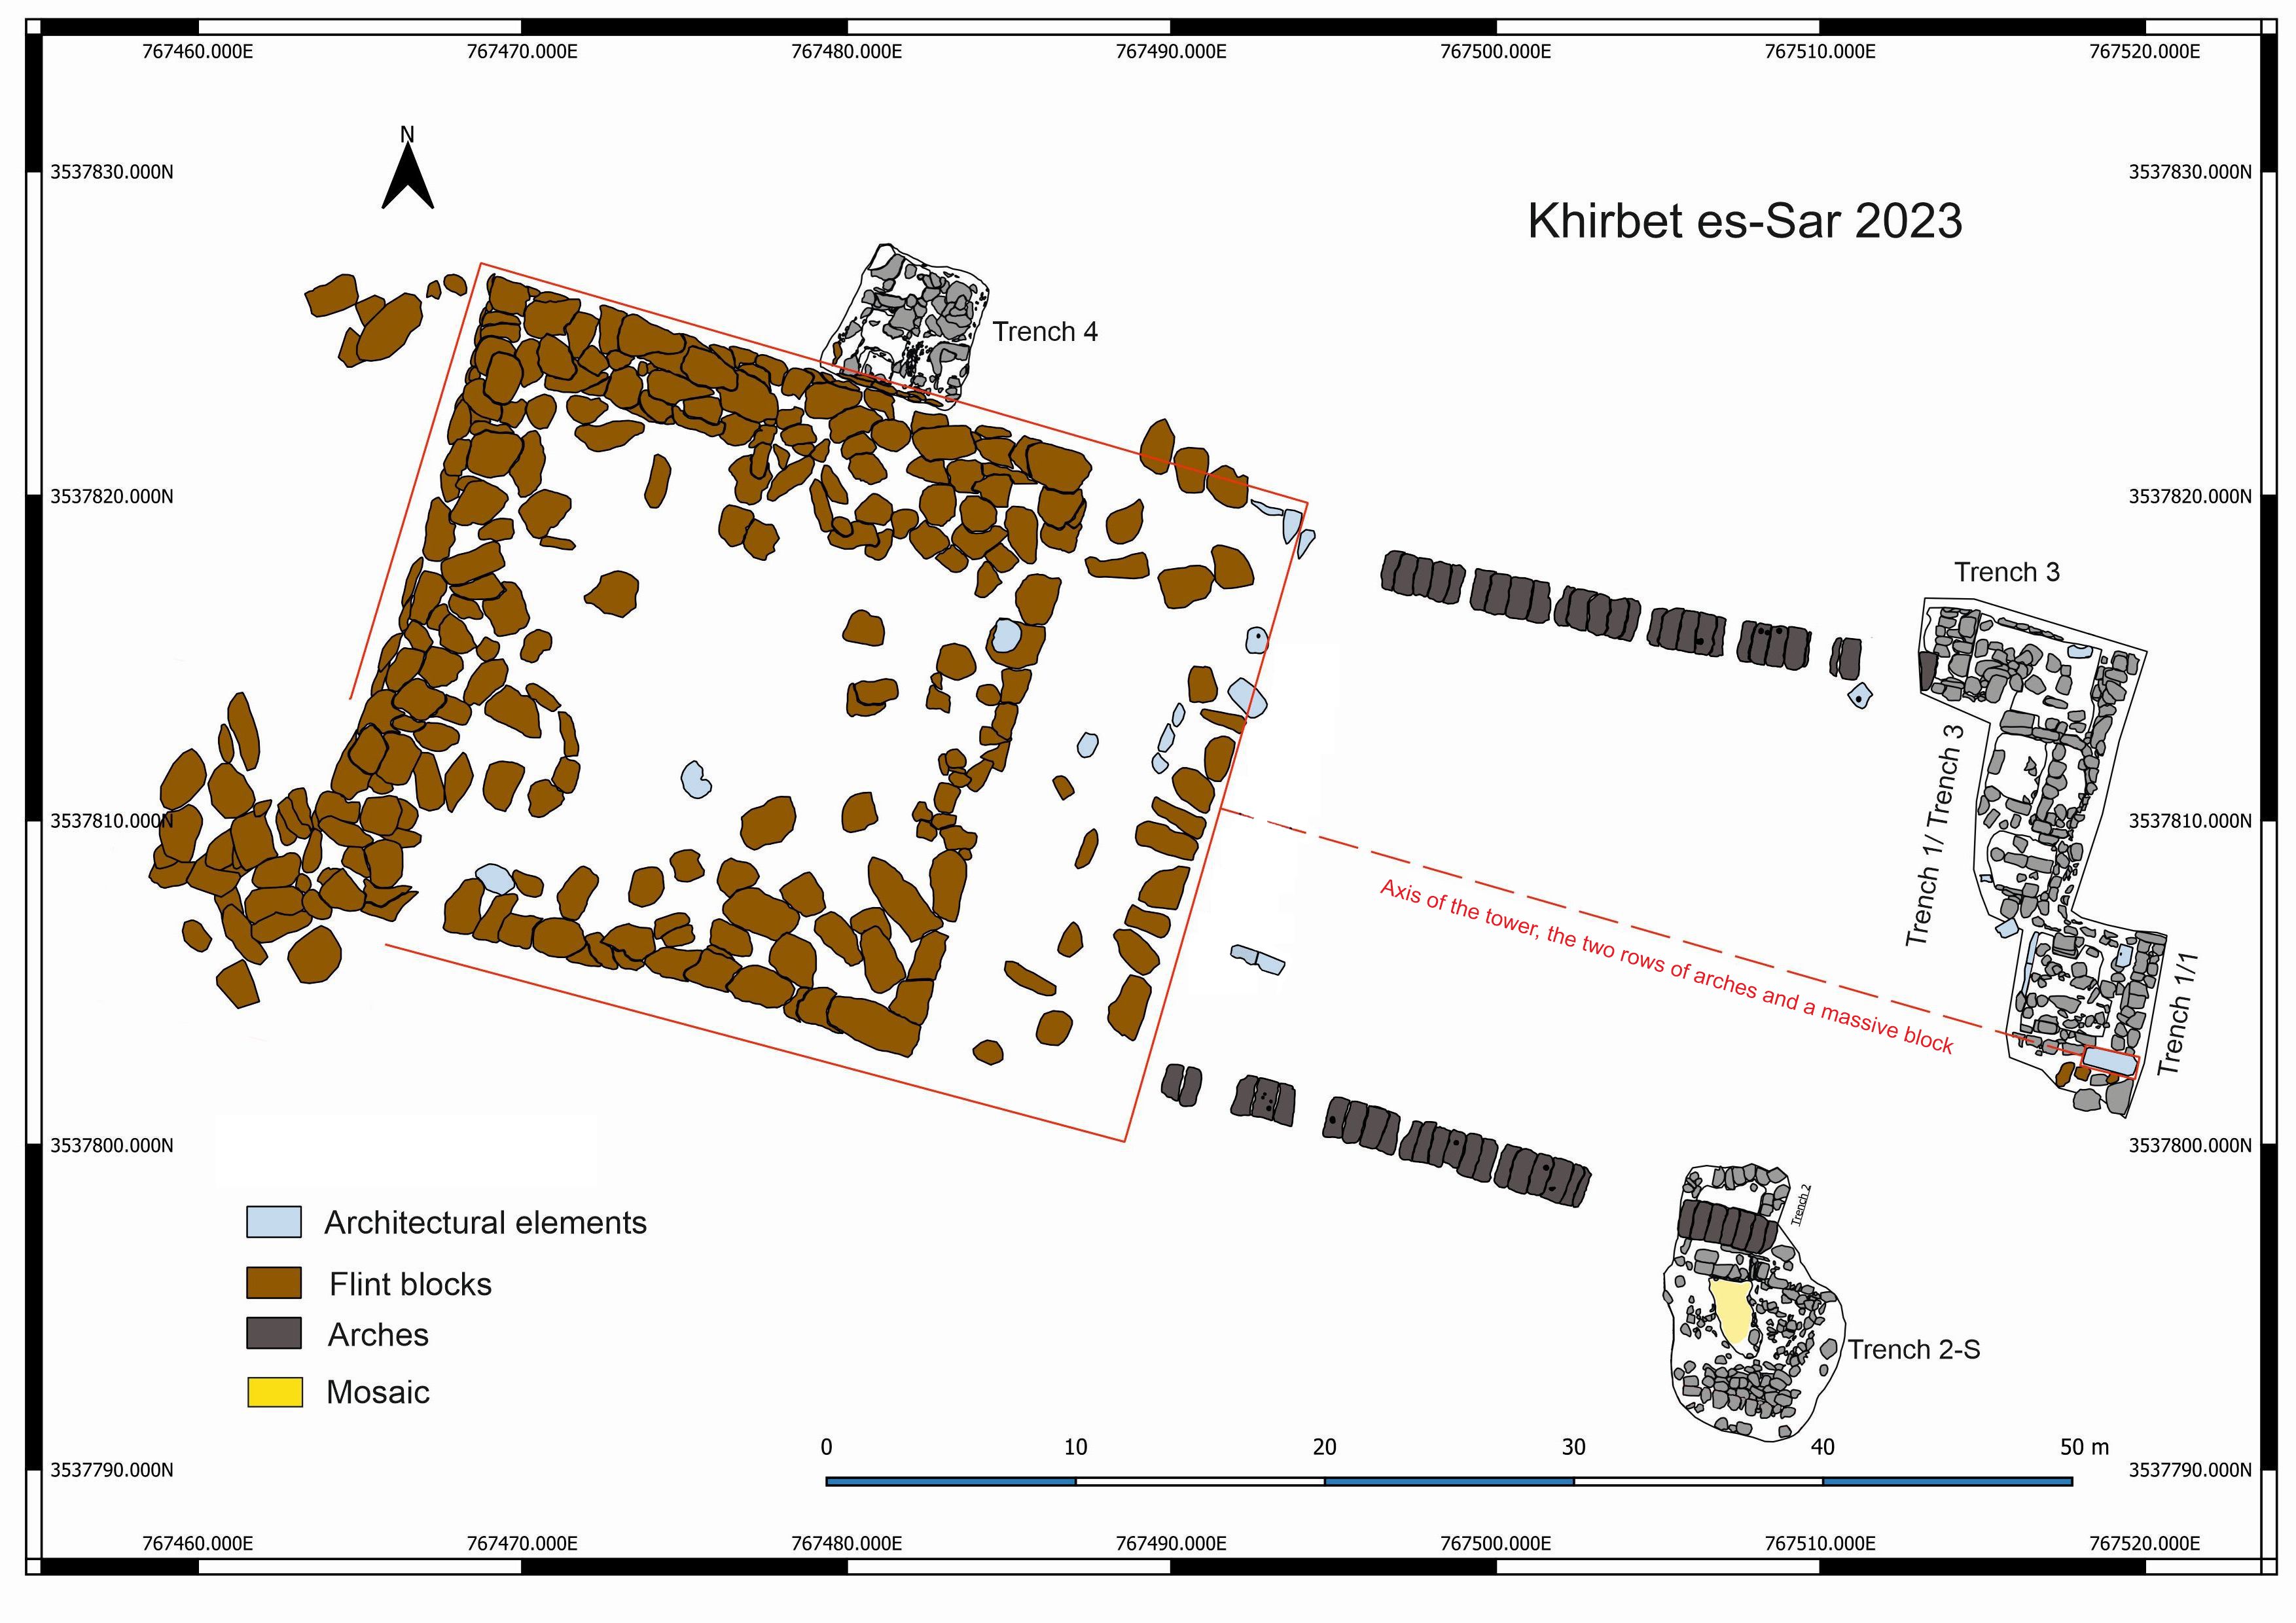 767460.000E 767470.000E 767480.000E 767490.000E 767500.000E 767510.000E 767520.000E
N
3537830.000N 3537830.000N
Khirbet es-Sar 2023
Trench 4
3537820.000N 3537820.000N
Trench 3
Trench 1/ Trench 3
3537810.000N 3537810.000N
Axis of the tower, the two rows of arches and a massive block
Trench 1/1
3537800.000N 3537800.000N
Trench 2
Architectural elements
Flint blocks
Arches
Trench 2-S
Mosaic
0 10 20 30 40 50 m
3537790.000N 3537790.000N
767460.000E 767470.000E 767480.000E 767490.000E 767500.000E 767510.000E 767520.000E